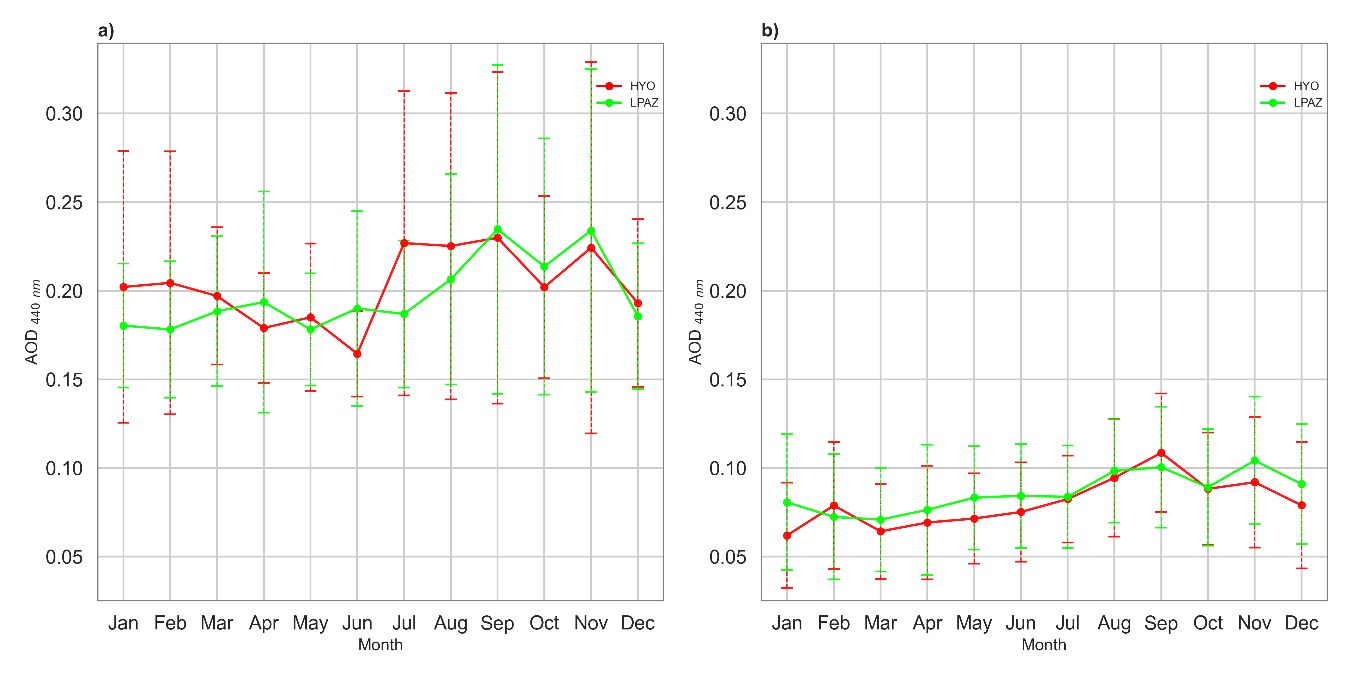 a)
HYO
LPAZ
0.30
0.25
0.20
0.15
0.10
0.05
AOD 440 nm
Jan Feb Mar Apr May Jun Jul Aug Sep Oct Nov Dec
Month
b)
HYO
LPAZ
0.30
0.25
0.20
0.15
0.10
0.05
AOD 440 nm
Jan Feb Mar Apr May Jun Jul Aug Sep Oct Nov Dec
Month